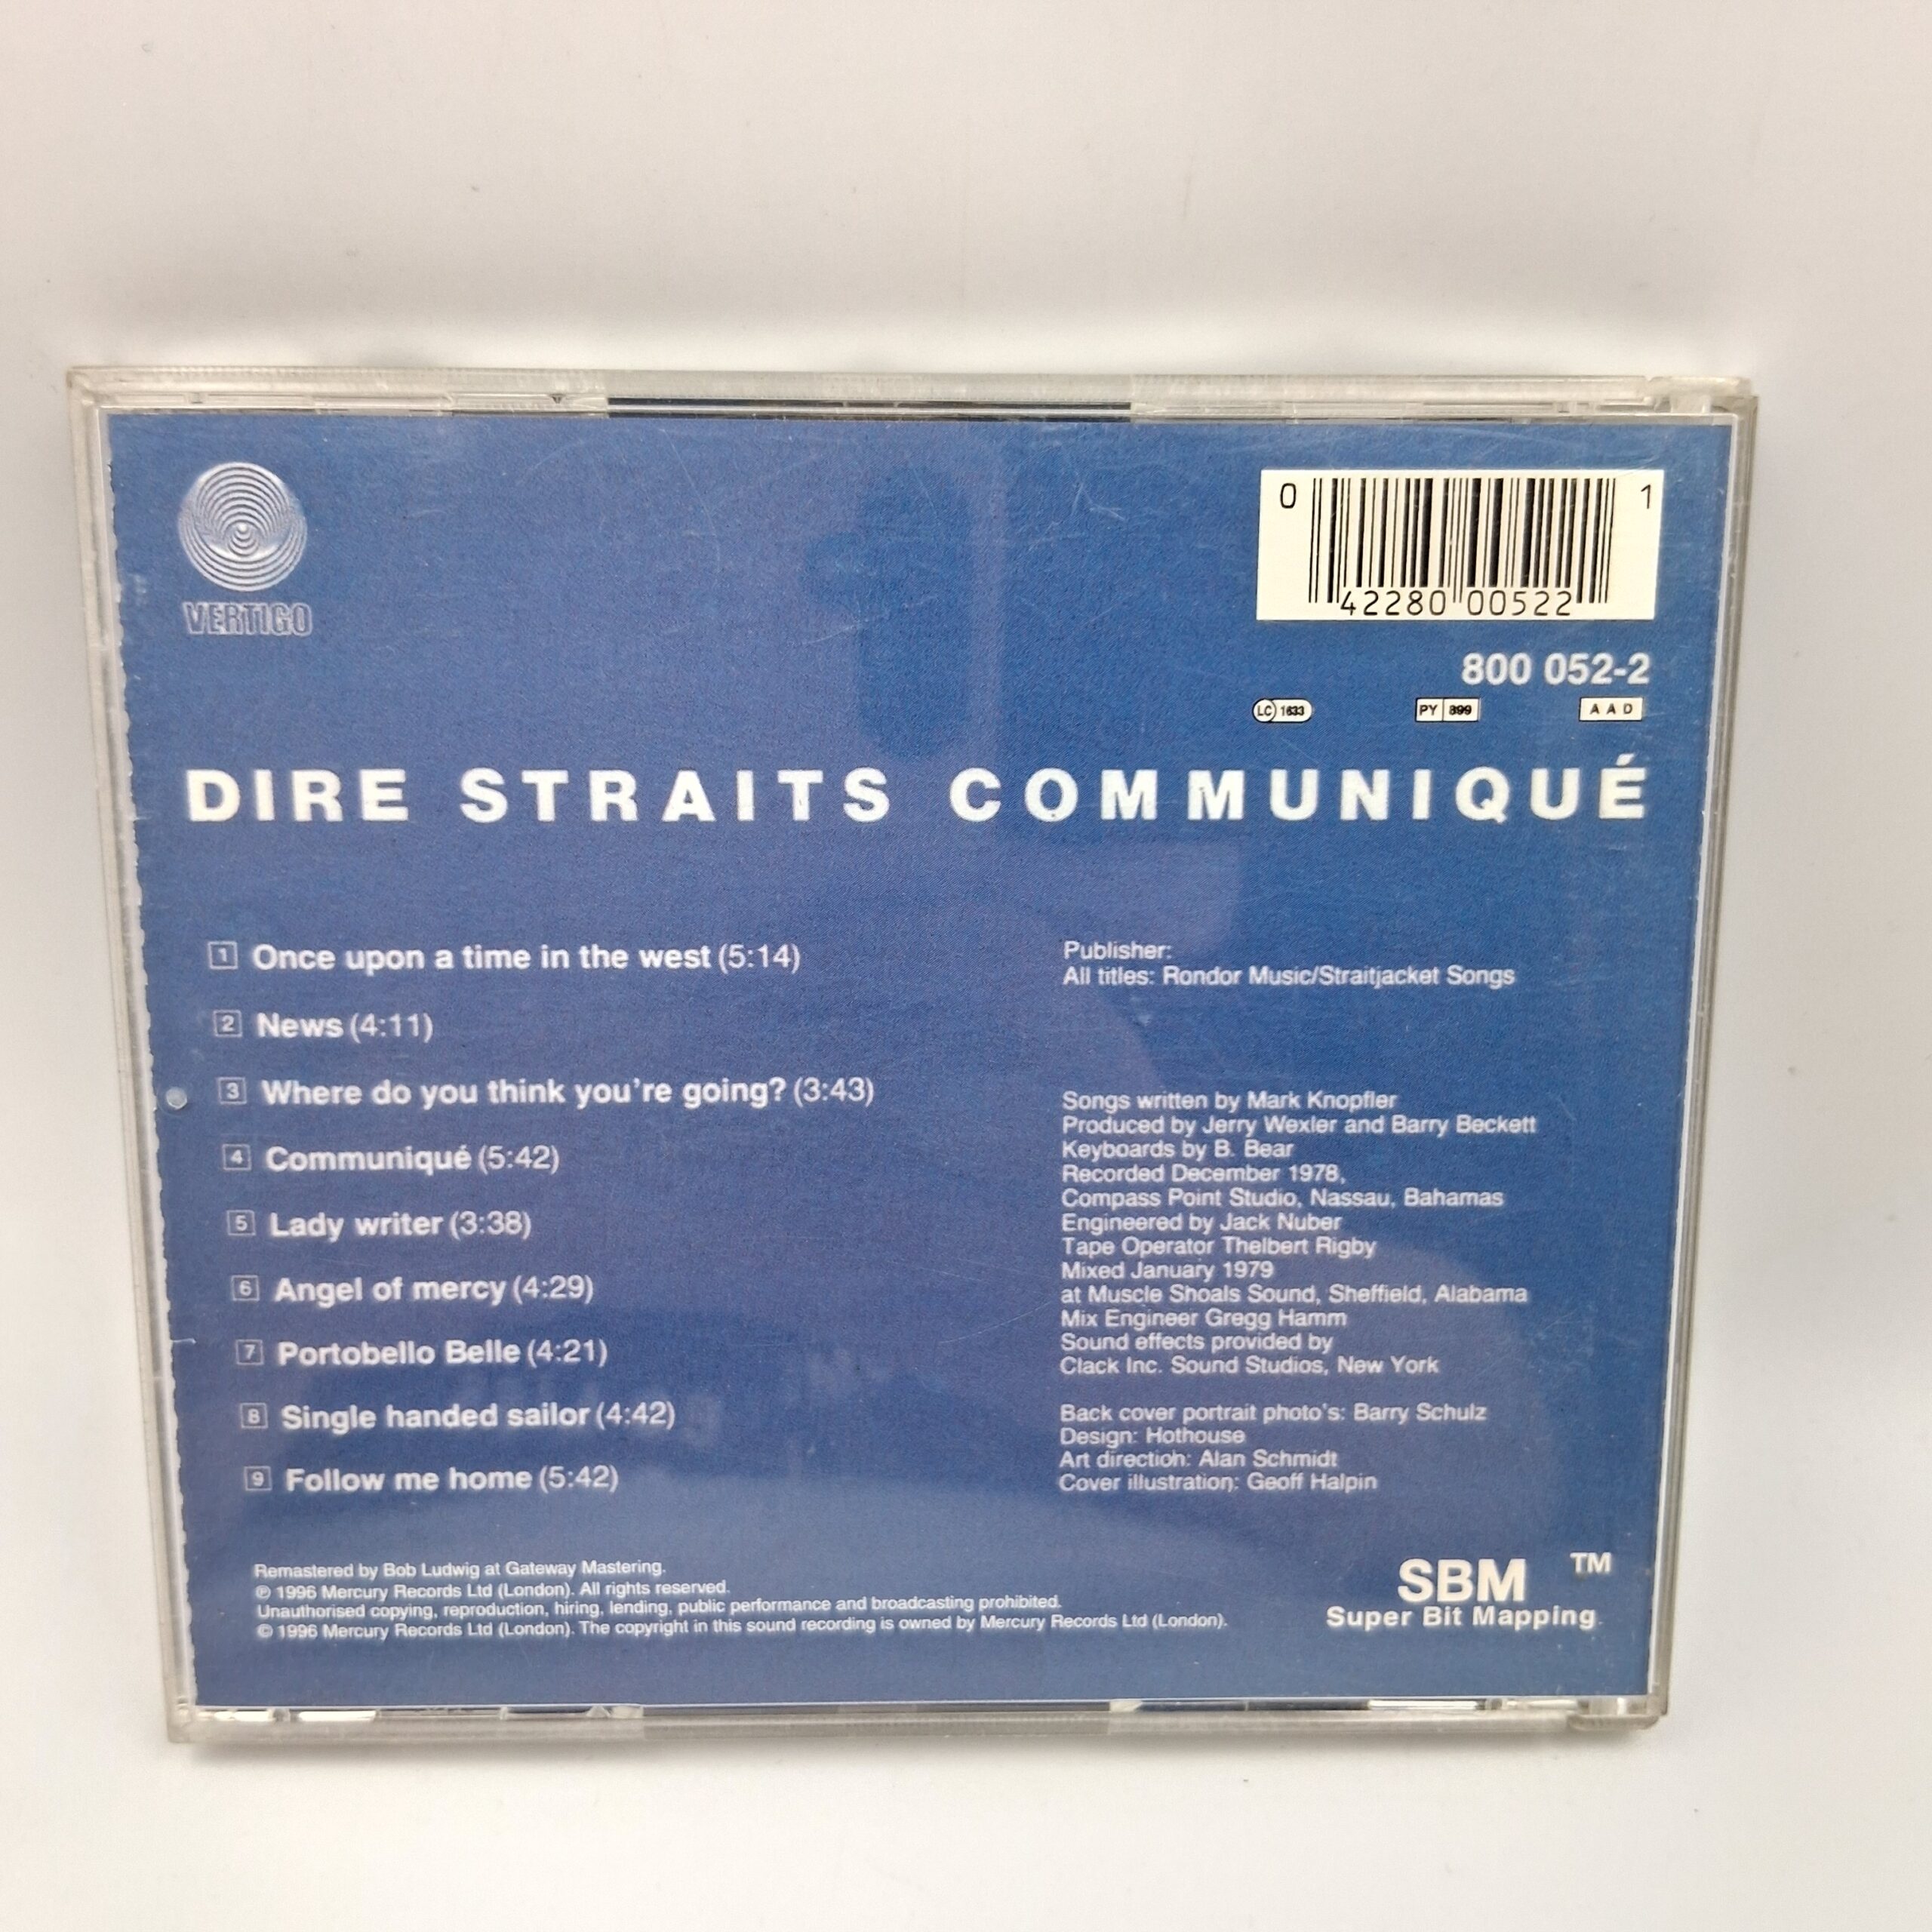 VERTIGO
0 42280 00522 1
800 052-2
LC 1633 PY 899 AAD
DIRE STRAITS COMMUNIQUÉ
1 Once upon a time in the west (5:14)
2 News (4:11)
3 Where do you think you're going? (3:43)
4 Communiqué (5:42)
5 Lady writer (3:38)
6 Angel of mercy (4:29)
7 Portobello Belle (4:21)
8 Single handed sailor (4:42)
9 Follow me home (5:42)
Publisher:
All titles: Rondor Music/Straitjacket Songs
Songs written by Mark Knopfler
Produced by Jerry Wexler and Barry Beckett
Keyboards by B. Bear
Recorded December 1978,
Compass Point Studio, Nassau, Bahamas
Engineered by Jack Nuber
Tape Operator Thelbert Rigby
Mixed January 1979
at Muscle Shoals Sound, Sheffield, Alabama
Mix Engineer Gregg Hamm
Sound effects provided by
Clack Inc. Sound Studios, New York
Back cover portrait photo's: Barry Schulz
Design: Hothouse
Art direction: Alan Schmidt
Cover illustration: Geoff Halpin
Remastered by Bob Ludwig at Gateway Mastering.
℗ 1996 Mercury Records Ltd (London). All rights reserved.
Unauthorised copying, reproduction, hiring, lending, public performance and broadcasting prohibited.
© 1996 Mercury Records Ltd (London). The copyright in this sound recording is owned by Mercury Records Ltd (London).
SBM TM
Super Bit Mapping.